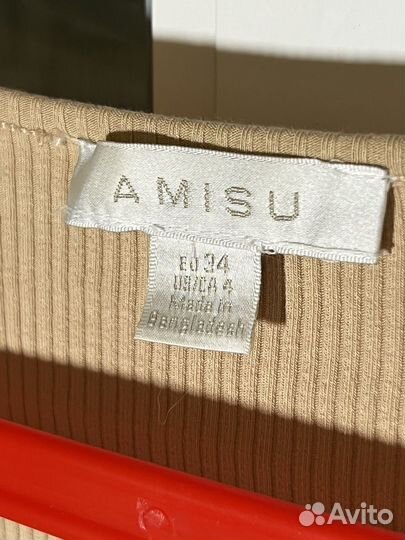 AMISU
EU 34
US/CA 4
Made in
Bangladesh
Avito